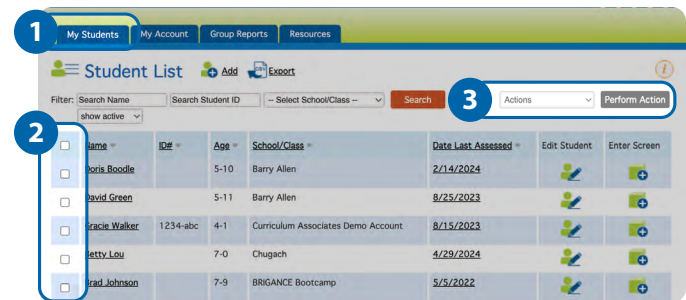 1
My Students My Account Group Reports Resources
Student List Add CSV Export i
Filter: Search Name Search Student ID -- Select School/Class -- Search 3 Actions Perform Action
show active
2
Name ID# Age School/Class Date Last Assessed Edit Student Enter Screen
Doris Boodle 5-10 Barry Allen 2/14/2024
David Green 5-11 Barry Allen 8/25/2023
Gracie Walker 1234-abc 4-1 Curriculum Associates Demo Account 8/15/2023
Betty Lou 7-0 Chugach 4/29/2024
Brad Johnson 7-9 BRIGANCE Bootcamp 5/5/2022